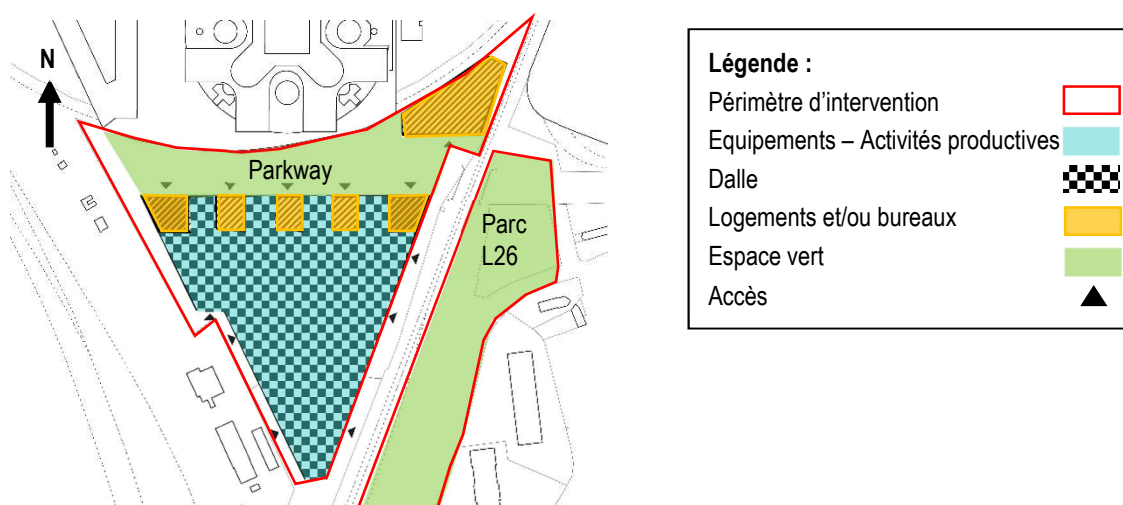 N
Parkway
Parc
L26
Légende :
Périmètre d'intervention
Equipements – Activités productives
Dalle
Logements et/ou bureaux
Espace vert
Accès